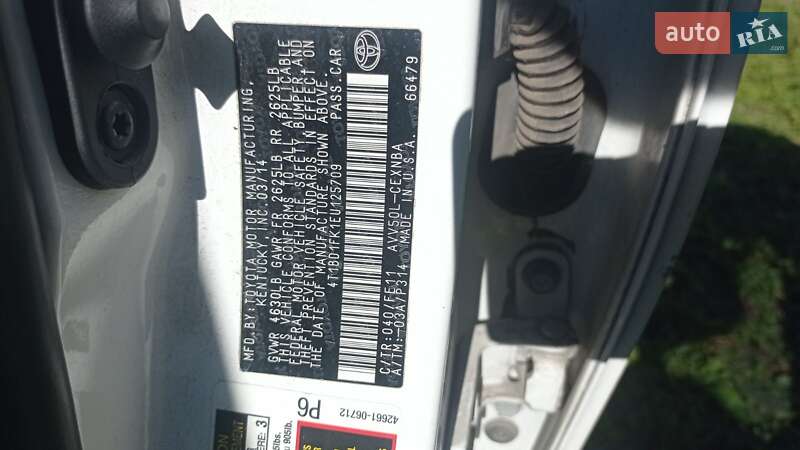 auto RIA
MFD.BY:TOYOTA MOTOR MANUFACTURING,
KENTUCKY, INC. 03/14
GVWR 4630LB GAWR FR 2625LB RR 2625LB
THIS VEHICLE CONFORMS TO ALL APPLICABLE
FEDERAL MOTOR VEHICLE SAFETY, BUMPER, AND
THEFT PREVENTION STANDARDS IN EFFECT ON
THE DATE OF MANUFACTURE SHOWN ABOVE.
4T1BD1FK1EU125709 PASS.CAR
C/TR:040/FE11 AVV50L-CEXNBA
A/TM:-03A/P314 MADE IN U.S.A. 66479
42661-06712
P6